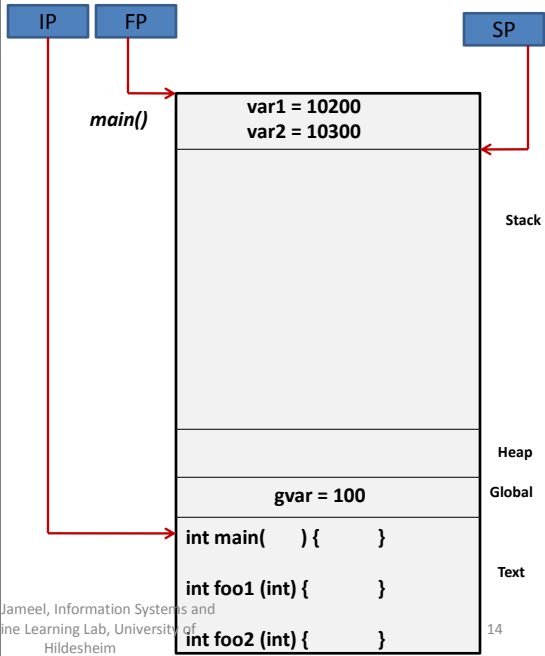 IP
FP
SP
main()
var1 = 10200
var2 = 10300
Stack
Heap
gvar = 100
Global
int main( ) { }
Text
int foo1 (int) { }
Jameel, Information Systems and
ine Learning Lab, University of
Hildesheim
14
int foo2 (int) { }